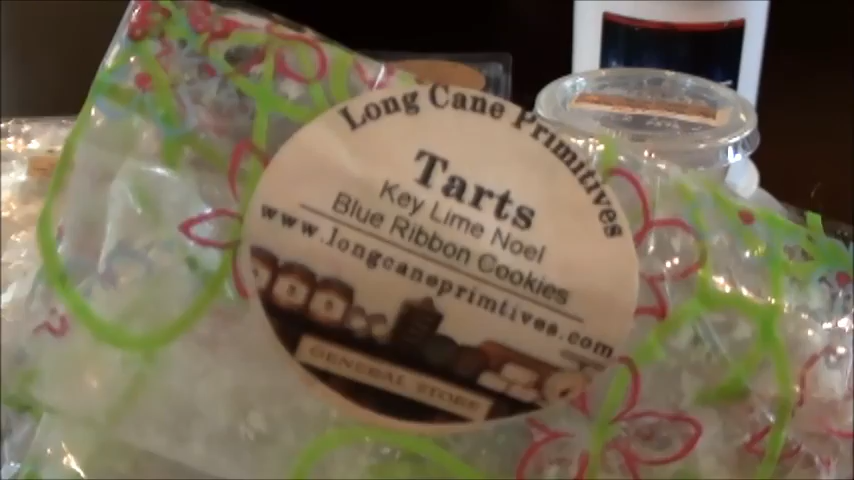 Long Cane Primitives
Tarts
Key Lime Noel
Blue Ribbon Cookies
www.longcaneprimtives.com
GENERAL STORE